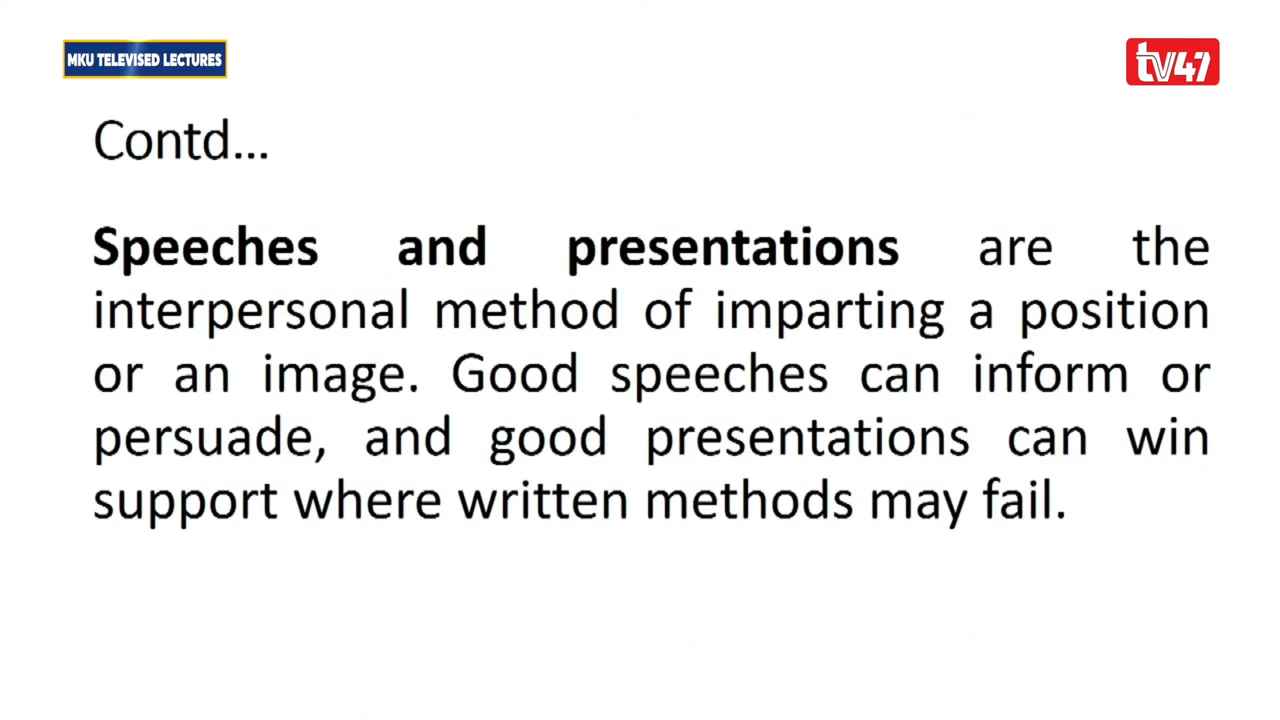 MKU TELEVISED LECTURES
tv47
Contd...
Speeches and presentations are the
interpersonal method of imparting a position
or an image. Good speeches can inform or
persuade, and good presentations can win
support where written methods may fail.